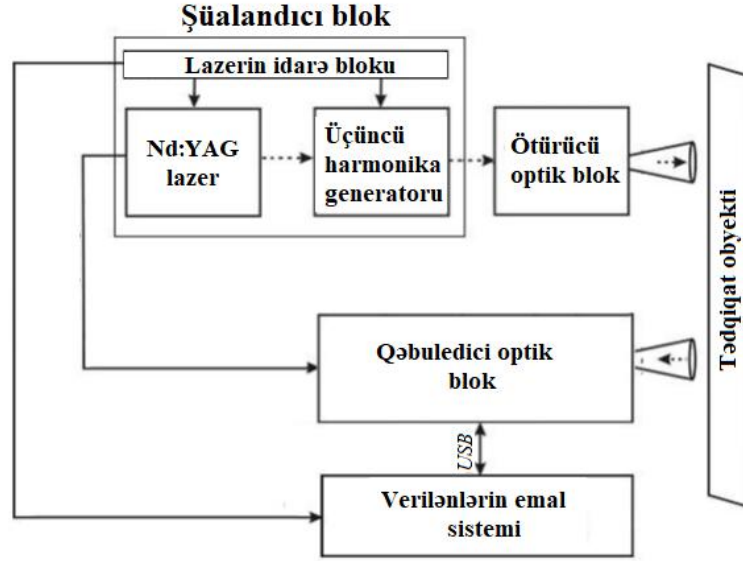 Şüalandıcı blok
Lazerin idarə bloku
Nd:YAG
lazer
Üçüncü
harmonika
generatoru
Ötürücü
optik blok
Tədqiqat obyekti
Qəbuledici optik
blok
USB
Verilənlərin emal
sistemi